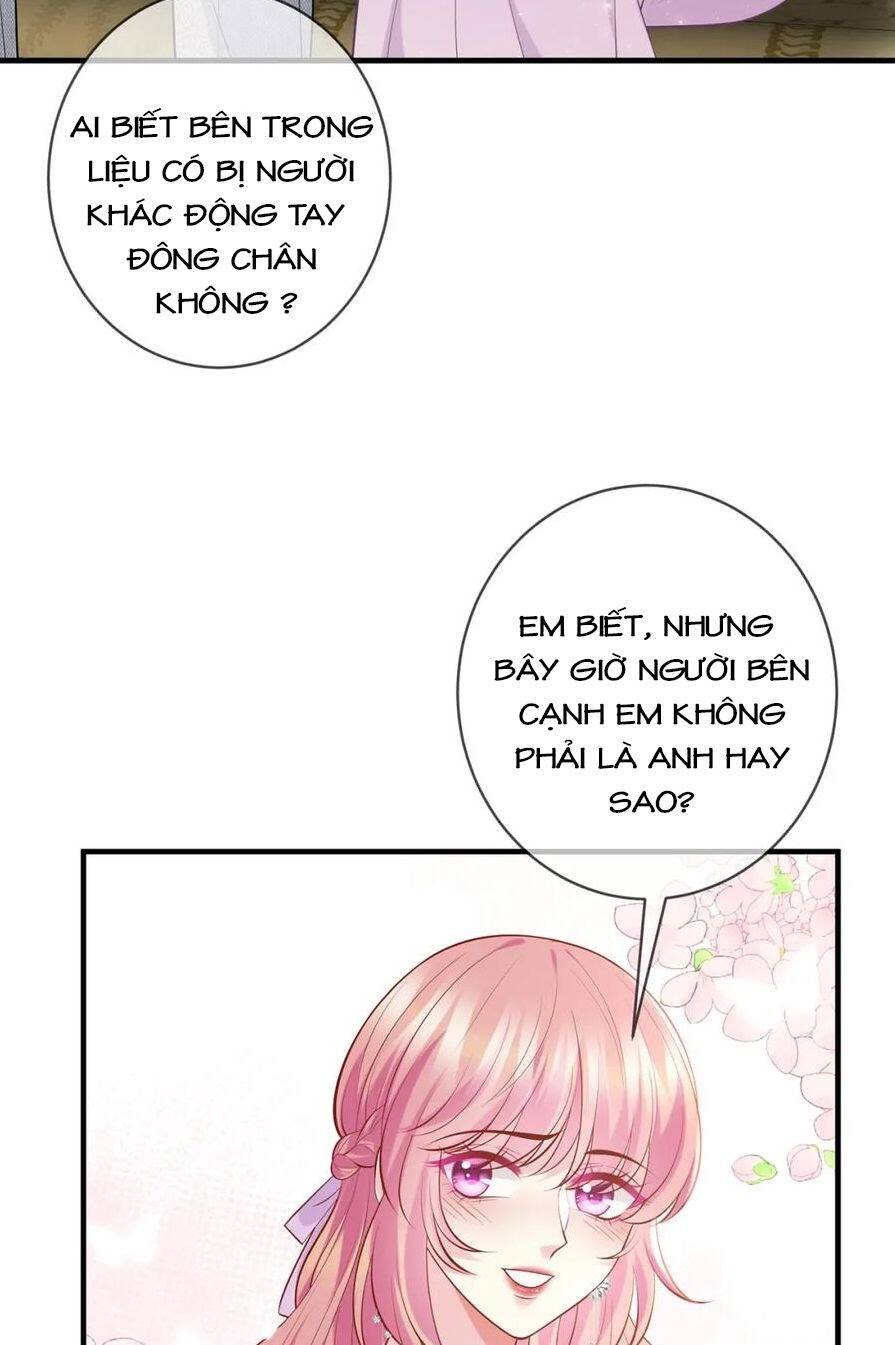 AI BIẾT BÊN TRONG
LIỆU CÓ BỊ NGƯỜI
KHÁC ĐỘNG TAY
ĐÔNG CHÂN
KHÔNG ?
EM BIẾT, NHƯNG
BÂY GIỜ NGƯỜI BÊN
CẠNH EM KHÔNG
PHẢI LÀ ANH HAY
SAO?